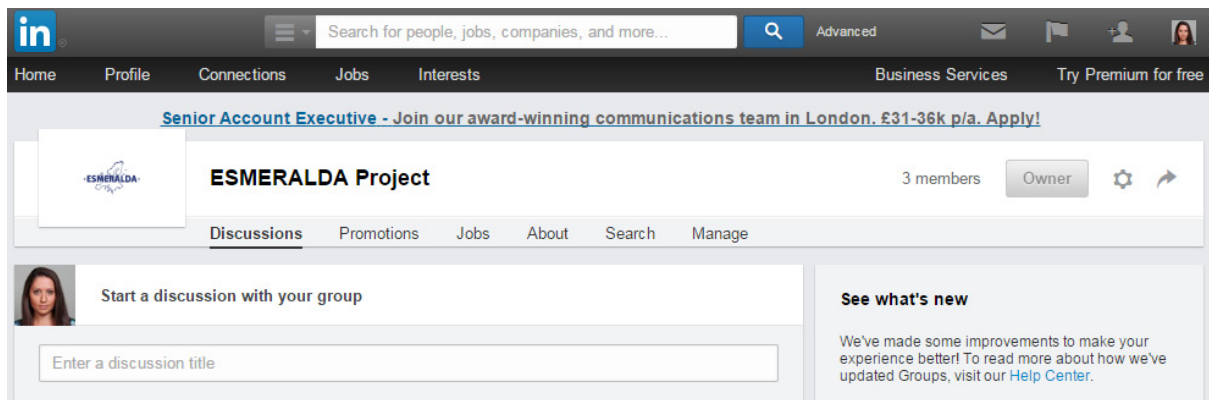 in
Search for people, jobs, companies, and more...
Advanced
Home Profile Connections Jobs Interests Business Services Try Premium for free
Senior Account Executive - Join our award-winning communications team in London. £31-36k p/a. Apply!
ESMERALDA
ESMERALDA Project
3 members
Owner
Discussions Promotions Jobs About Search Manage
Start a discussion with your group
Enter a discussion title
See what's new
We've made some improvements to make your
experience better! To read more about how we've
updated Groups, visit our Help Center.